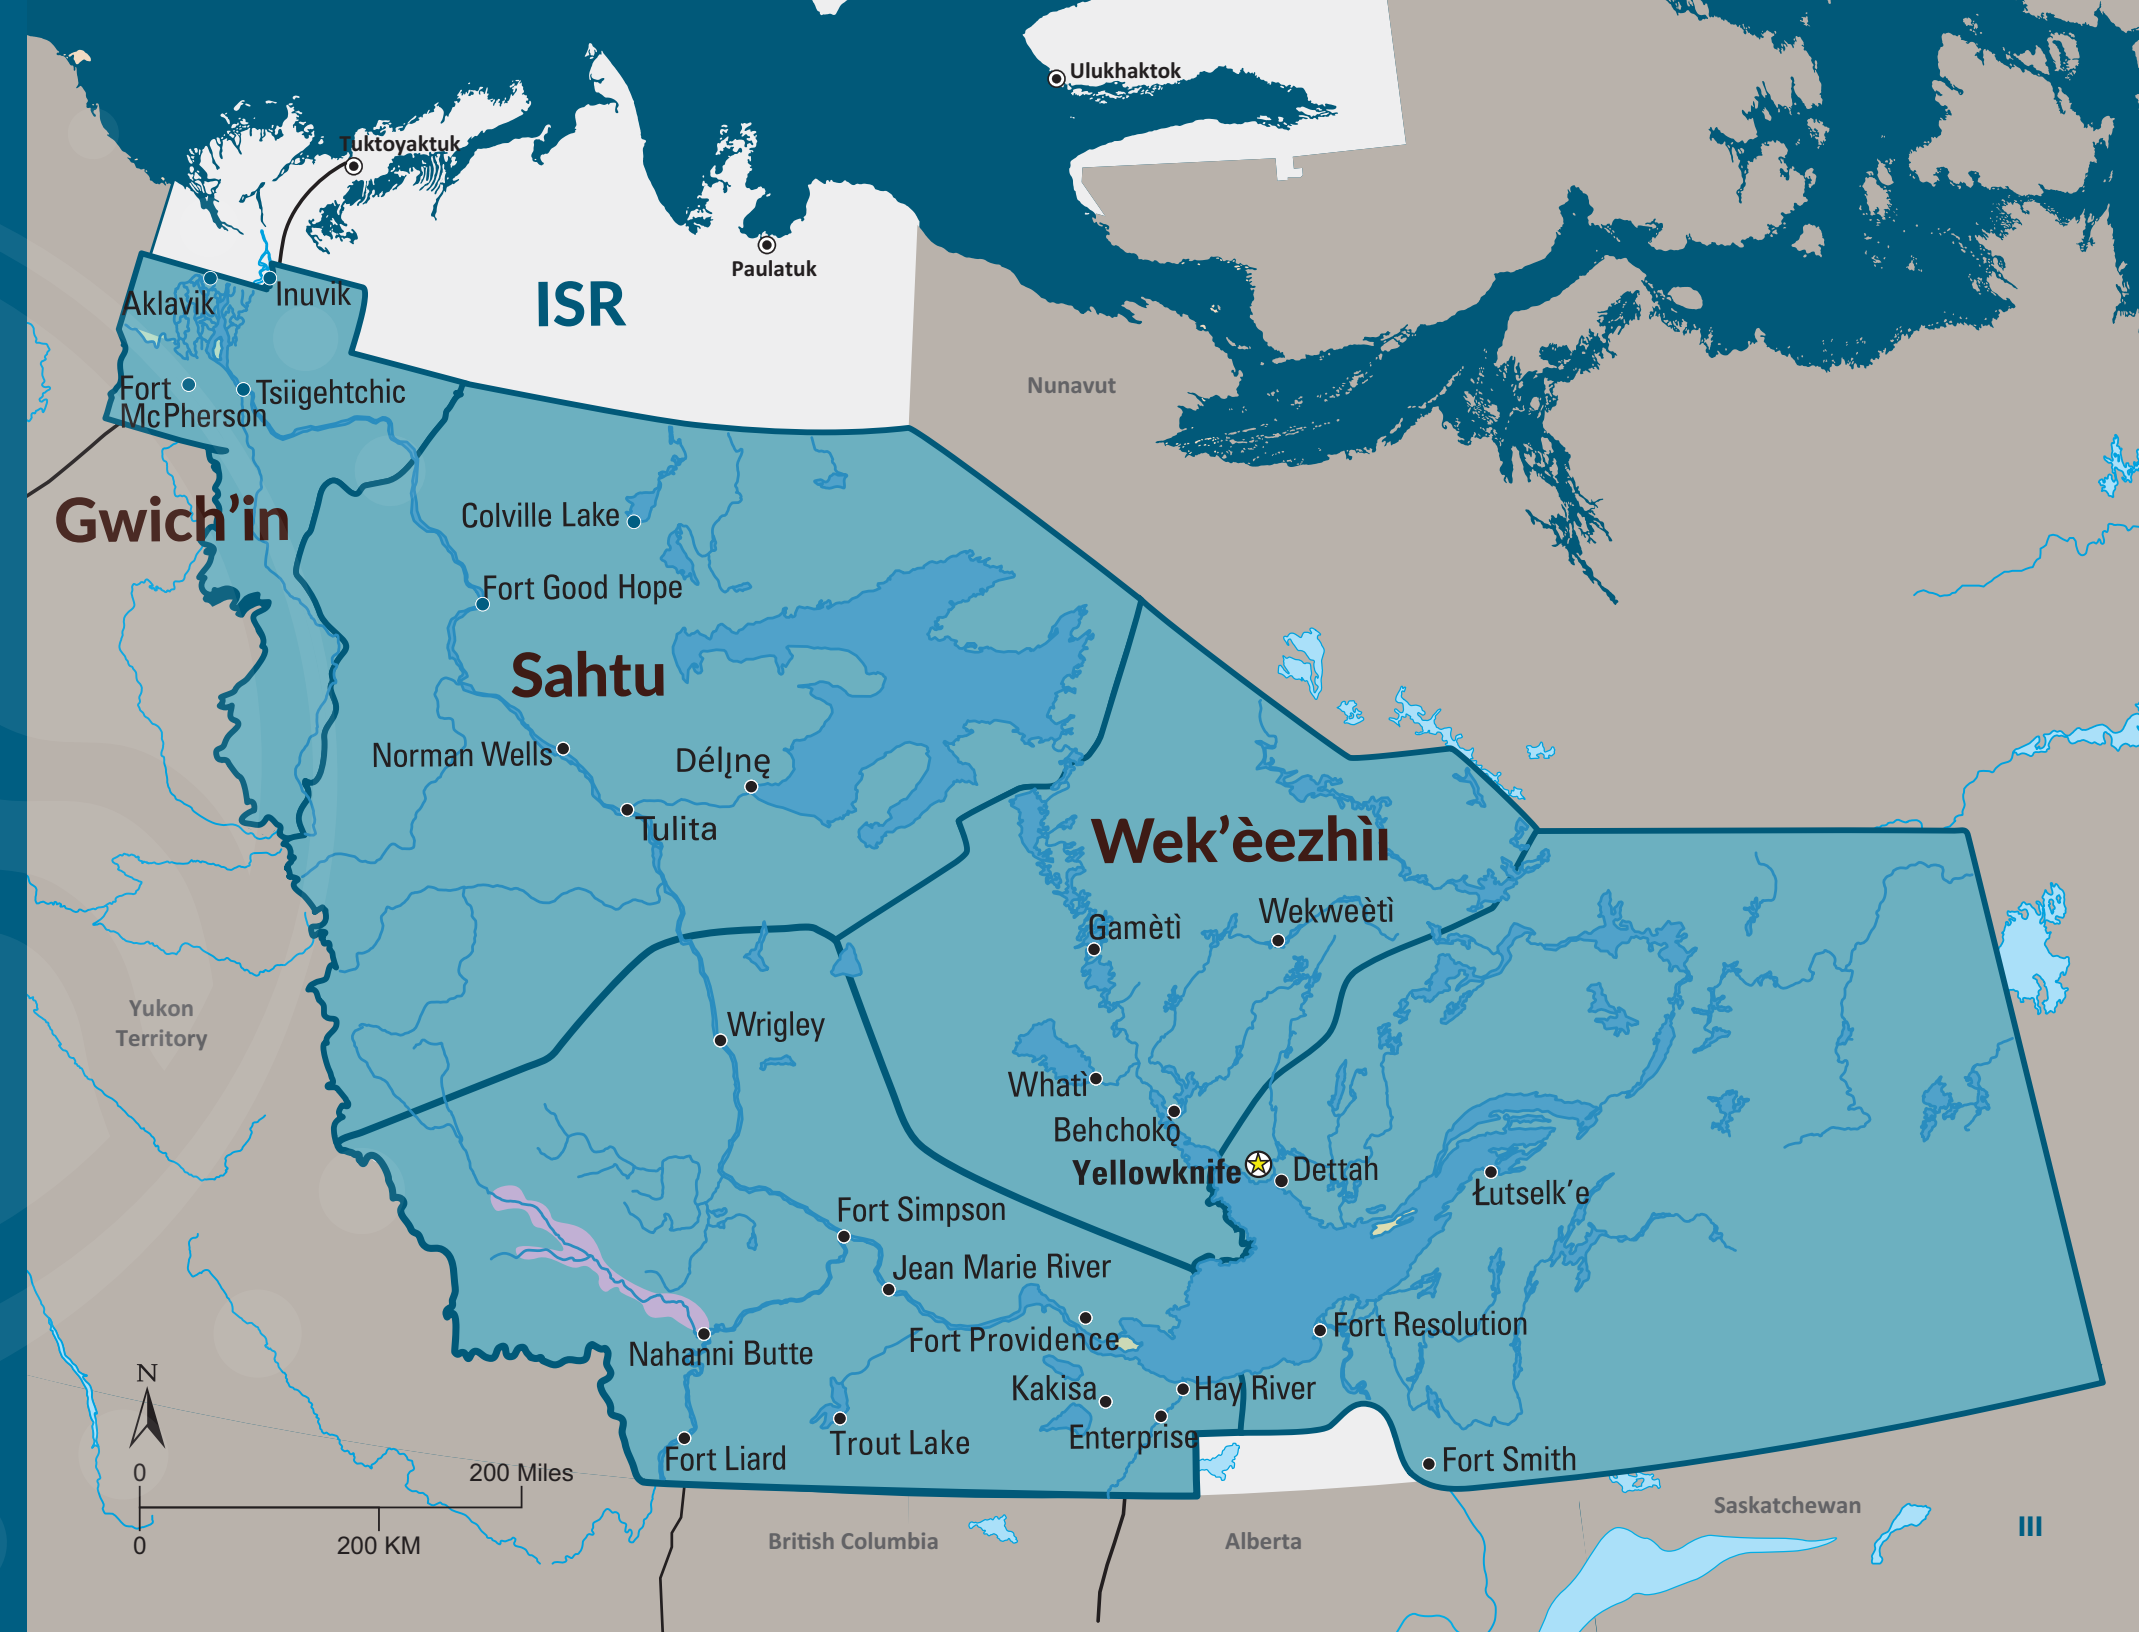 Ulukhaktok
Tuktoyaktuk
Paulatuk
ISR
Inuvik
Aklavik
Nunavut
Fort
McPherson
Tsiigehtchic
Gwich’in
Colville Lake
Fort Good Hope
Sahtu
Norman Wells
Délı̨nę
Tulita
Wek’èezhìı
Gamètì
Wekweètì
Yukon
Territory
Wrigley
Whatì
Behchokǫ̀
Yellowknife
Dettah
Łutselk’e
Fort Simpson
Jean Marie River
Fort Providence
Fort Resolution
Nahanni Butte
Kakisa
Hay River
Enterprise
Trout Lake
Fort Liard
Fort Smith
N
0
200 Miles
0
200 KM
British Columbia
Alberta
Saskatchewan
III